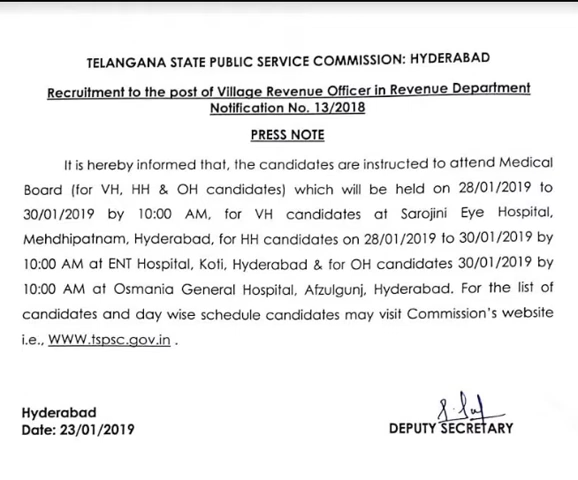 TELANGANA STATE PUBLIC SERVICE COMMISSION: HYDERABAD
Recruitment to the post of Village Revenue Officer in Revenue Department
Notification No. 13/2018
PRESS NOTE
It is hereby informed that, the candidates are instructed to attend Medical
Board (for VH, HH & OH candidates) which will be held on 28/01/2019 to
30/01/2019 by 10:00 AM, for VH candidates at Sarojini Eye Hospital,
Mehdhipatnam, Hyderabad, for HH candidates on 28/01/2019 to 30/01/2019 by
10:00 AM at ENT Hospital, Koti, Hyderabad & for OH candidates 30/01/2019 by
10:00 AM at Osmania General Hospital, Afzulgunj, Hyderabad. For the list of
candidates and day wise schedule candidates may visit Commission's website
i.e., WWW.tspsc.gov.in .
Hyderabad
Date: 23/01/2019
DEPUTY SECRETARY